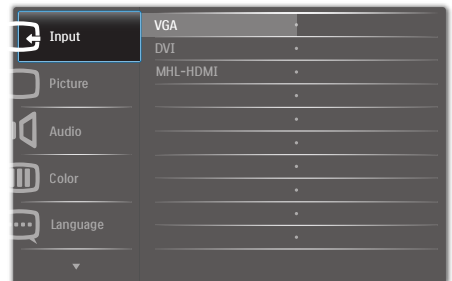 Input
Picture
Audio
Color
Language
VGA
DVI
MHL-HDMI